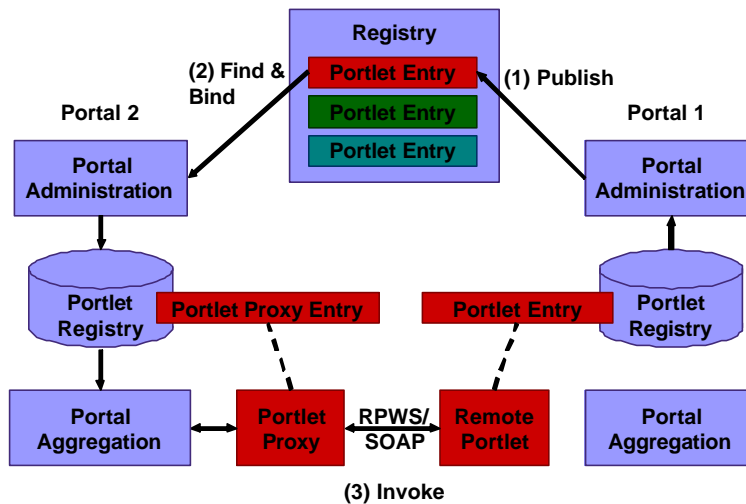 Registry
Portlet Entry
Portlet Entry
Portlet Entry
(2) Find &
Bind
(1) Publish
Portal 2
Portal 1
Portal
Administration
Portal
Administration
Portlet
Registry
Portlet Proxy Entry
Portlet Entry
Portlet
Registry
Portal
Aggregation
Portlet
Proxy
RPWS/
SOAP
Remote
Portlet
Portal
Aggregation
(3) Invoke